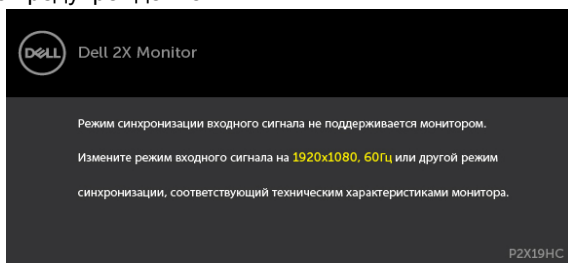 DELL
Dell 2X Monitor
Режим синхронизации входного сигнала не поддерживается монитором.
Измените режим входного сигнала на 1920x1080, 60Гц или другой режим
синхронизации, соответствующий техническим характеристиками монитора.
P2X19HC